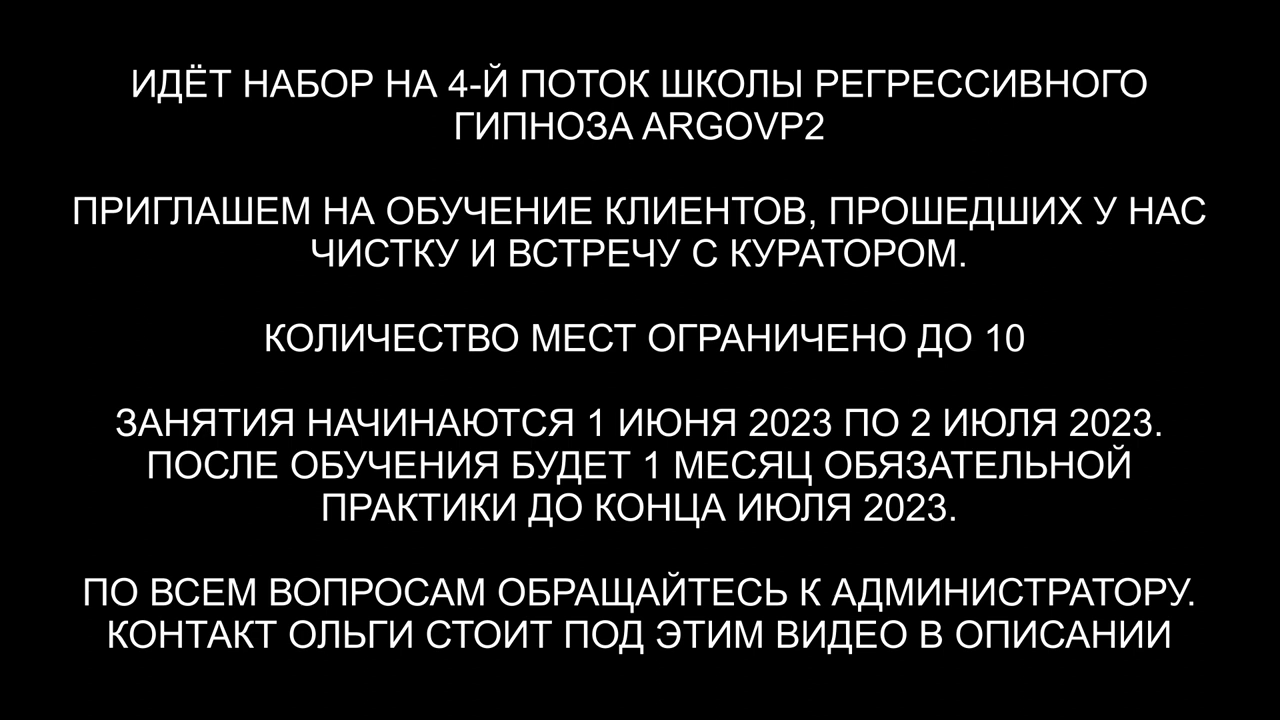 ИДЁТ НАБОР НА 4-Й ПОТОК ШКОЛЫ РЕГРЕССИВНОГО
ГИПНОЗА ARGOVP2
ПРИГЛАШЕМ НА ОБУЧЕНИЕ КЛИЕНТОВ, ПРОШЕДШИХ У НАС
ЧИСТКУ И ВСТРЕЧУ С КУРАТОРОМ.
КОЛИЧЕСТВО МЕСТ ОГРАНИЧЕНО ДО 10
ЗАНЯТИЯ НАЧИНАЮТСЯ 1 ИЮНЯ 2023 ПО 2 ИЮЛЯ 2023.
ПОСЛЕ ОБУЧЕНИЯ БУДЕТ 1 МЕСЯЦ ОБЯЗАТЕЛЬНОЙ
ПРАКТИКИ ДО КОНЦА ИЮЛЯ 2023.
ПО ВСЕМ ВОПРОСАМ ОБРАЩАЙТЕСЬ К АДМИНИСТРАТОРУ.
КОНТАКТ ОЛЬГИ СТОИТ ПОД ЭТИМ ВИДЕО В ОПИСАНИИ